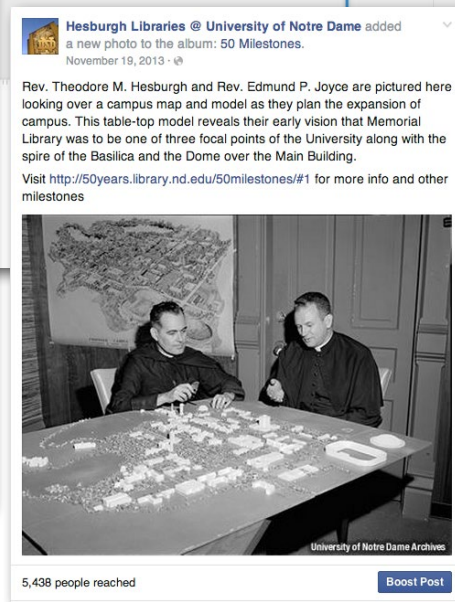 Hesburgh Libraries @ University of Notre Dame added
a new photo to the album: 50 Milestones.
November 19, 2013 ·
Rev. Theodore M. Hesburgh and Rev. Edmund P. Joyce are pictured here
looking over a campus map and model as they plan the expansion of
campus. This table-top model reveals their early vision that Memorial
Library was to be one of three focal points of the University along with the
spire of the Basilica and the Dome over the Main Building.
Visit http://50years.library.nd.edu/50milestones/#1 for more info and other
milestones
University of Notre Dame Archives
5,438 people reached
Boost Post